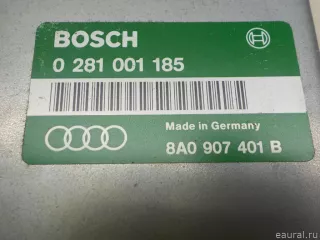 BOSCH
0 281 001 185
Made in Germany
8A0 907 401 B
eaural.ru